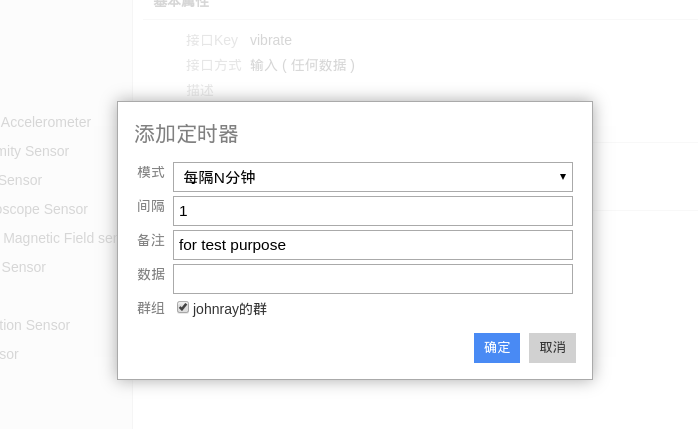 基本属性
接口Key vibrate
接口方式 输入 ( 任何数据 )
描述
Accelerometer
mity Sensor
Sensor
oscope Sensor
Magnetic Field sen
Sensor
tion Sensor
sor
添加定时器
模式 每隔N分钟
间隔 1
备注 for test purpose
数据
群组 johnray的群
确定 取消